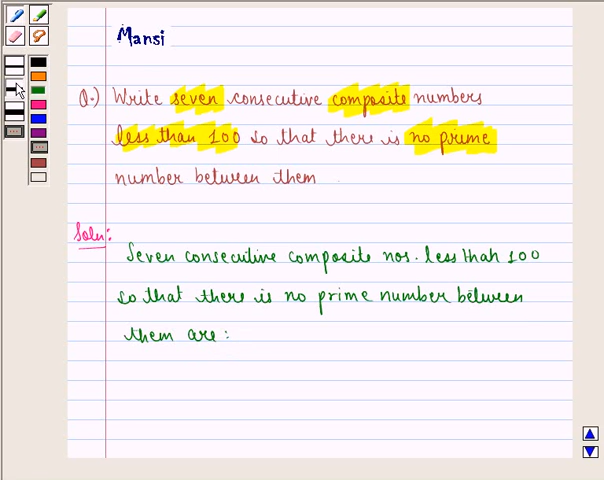 Mansi
Q.) Write seven consecutive composite numbers
less than 100 so that there is no prime
number between them
Soln:
Seven consecutive composite nos. less than 100
so that there is no prime number between
them are: